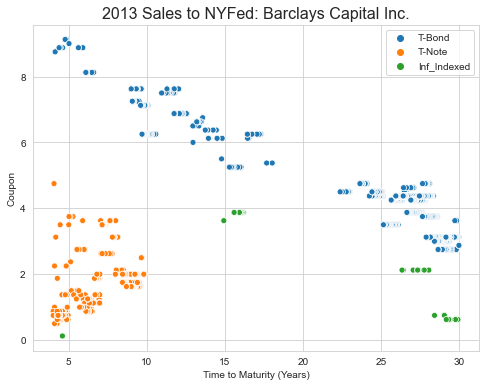 2013 Sales to NYFed: Barclays Capital Inc.
T-Bond
T-Note
Inf_Indexed
Coupon
8
6
4
2
0
5
10
15
20
25
30
Time to Maturity (Years)